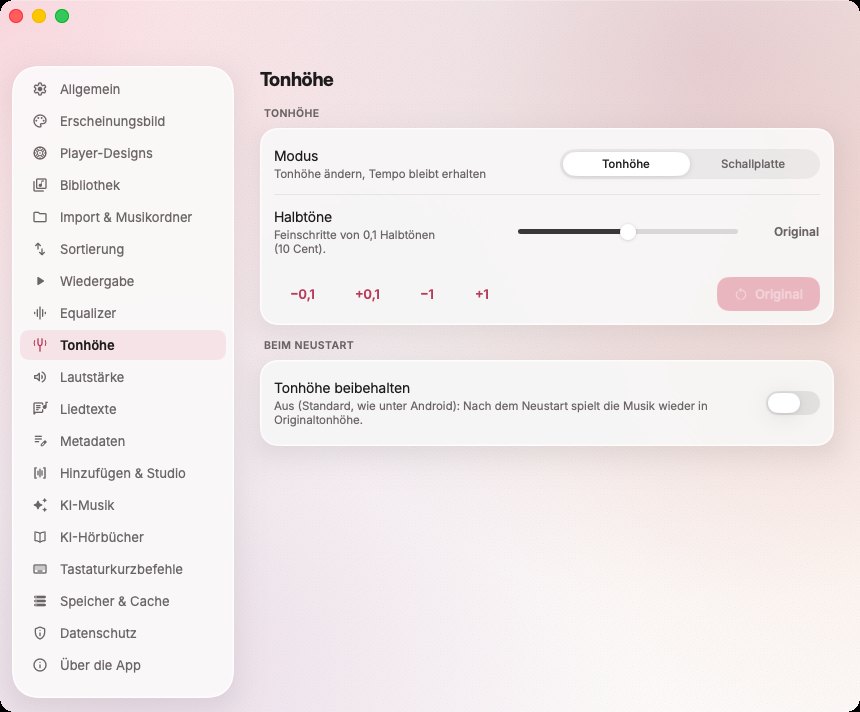 Allgemein
Erscheinungsbild
Player-Designs
Bibliothek
Import & Musikordner
Sortierung
Wiedergabe
Equalizer
Tonhöhe
Lautstärke
Liedtexte
Metadaten
Hinzufügen & Studio
KI-Musik
KI-Hörbücher
Tastaturkurzbefehle
Speicher & Cache
Datenschutz
Über die App
Tonhöhe
TONHÖHE
Modus
Tonhöhe ändern, Tempo bleibt erhalten
Tonhöhe
Schallplatte
Halbtöne
Feinschritte von 0,1 Halbtönen
(10 Cent).
Original
−0,1
+0,1
−1
+1
Original
BEIM NEUSTART
Tonhöhe beibehalten
Aus (Standard, wie unter Android): Nach dem Neustart spielt die Musik wieder in
Originaltonhöhe.